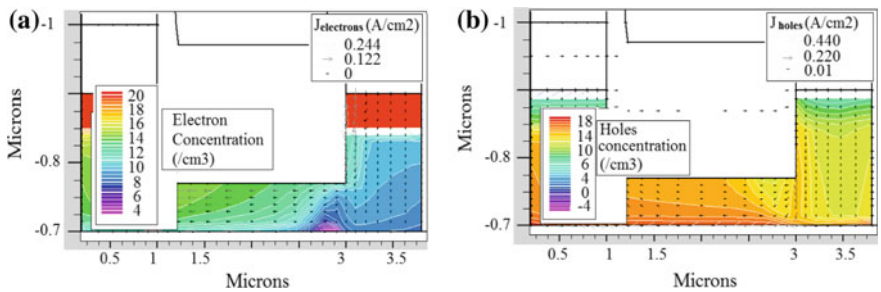 (a)
-1
-0.8
-0.7
Microns
J electrons (A/cm2)
0.244
0.122
0
20
18
16
14
12
10
8
6
4
Electron
Concentration
(/cm3)
0.5
1
1.5
3
3.5
Microns
(b)
-1
-0.8
-0.7
Microns
J holes (A/cm2)
0.440
0.220
0.01
18
14
10
8
4
0
-4
Holes
concentration
(/cm3)
0.5
1
1.5
3
3.5
Microns